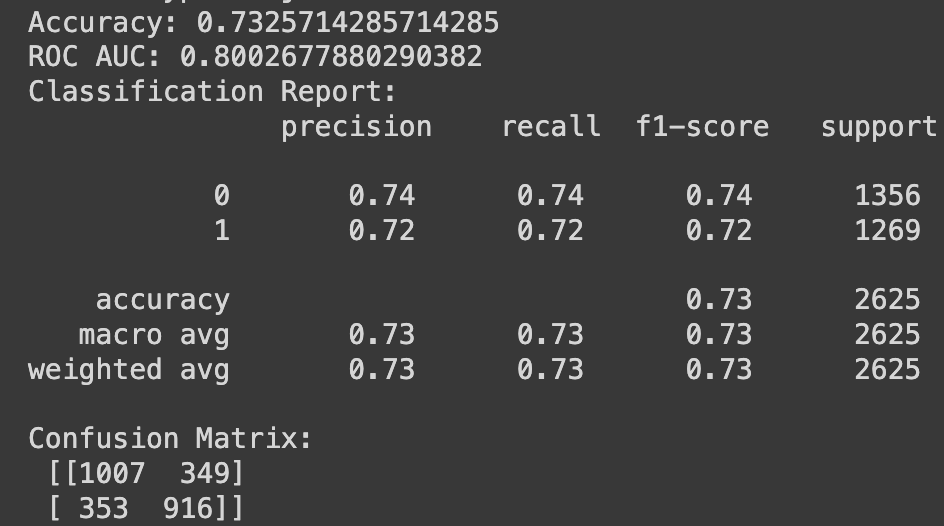 Accuracy: 0.7325714285714285
ROC AUC: 0.8002677880290382
Classification Report:
precision recall f1-score support
0 0.74 0.74 0.74 1356
1 0.72 0.72 0.72 1269
accuracy 0.73 2625
macro avg 0.73 0.73 0.73 2625
weighted avg 0.73 0.73 0.73 2625
Confusion Matrix:
[[1007 349]
[ 353 916]]